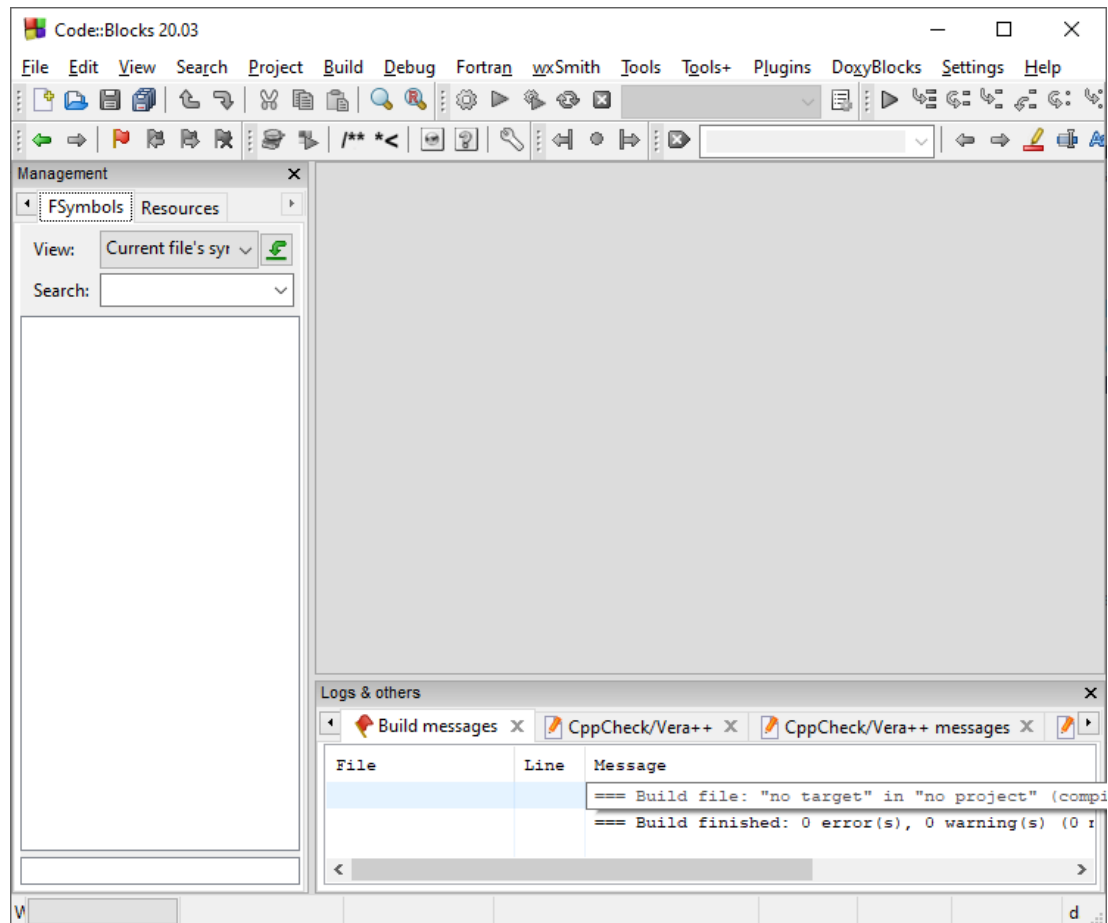 Code::Blocks 20.03
File Edit View Search Project Build Debug Fortran wxSmith Tools Tools+ Plugins DoxyBlocks Settings Help
/** *<
Management
FSymbols Resources
View: Current file's syr
Search:
Logs & others
Build messages CppCheck/Vera++ CppCheck/Vera++ messages
File Line Message
=== Build file: "no target" in "no project" (compi
=== Build finished: 0 error(s), 0 warning(s) (0
d